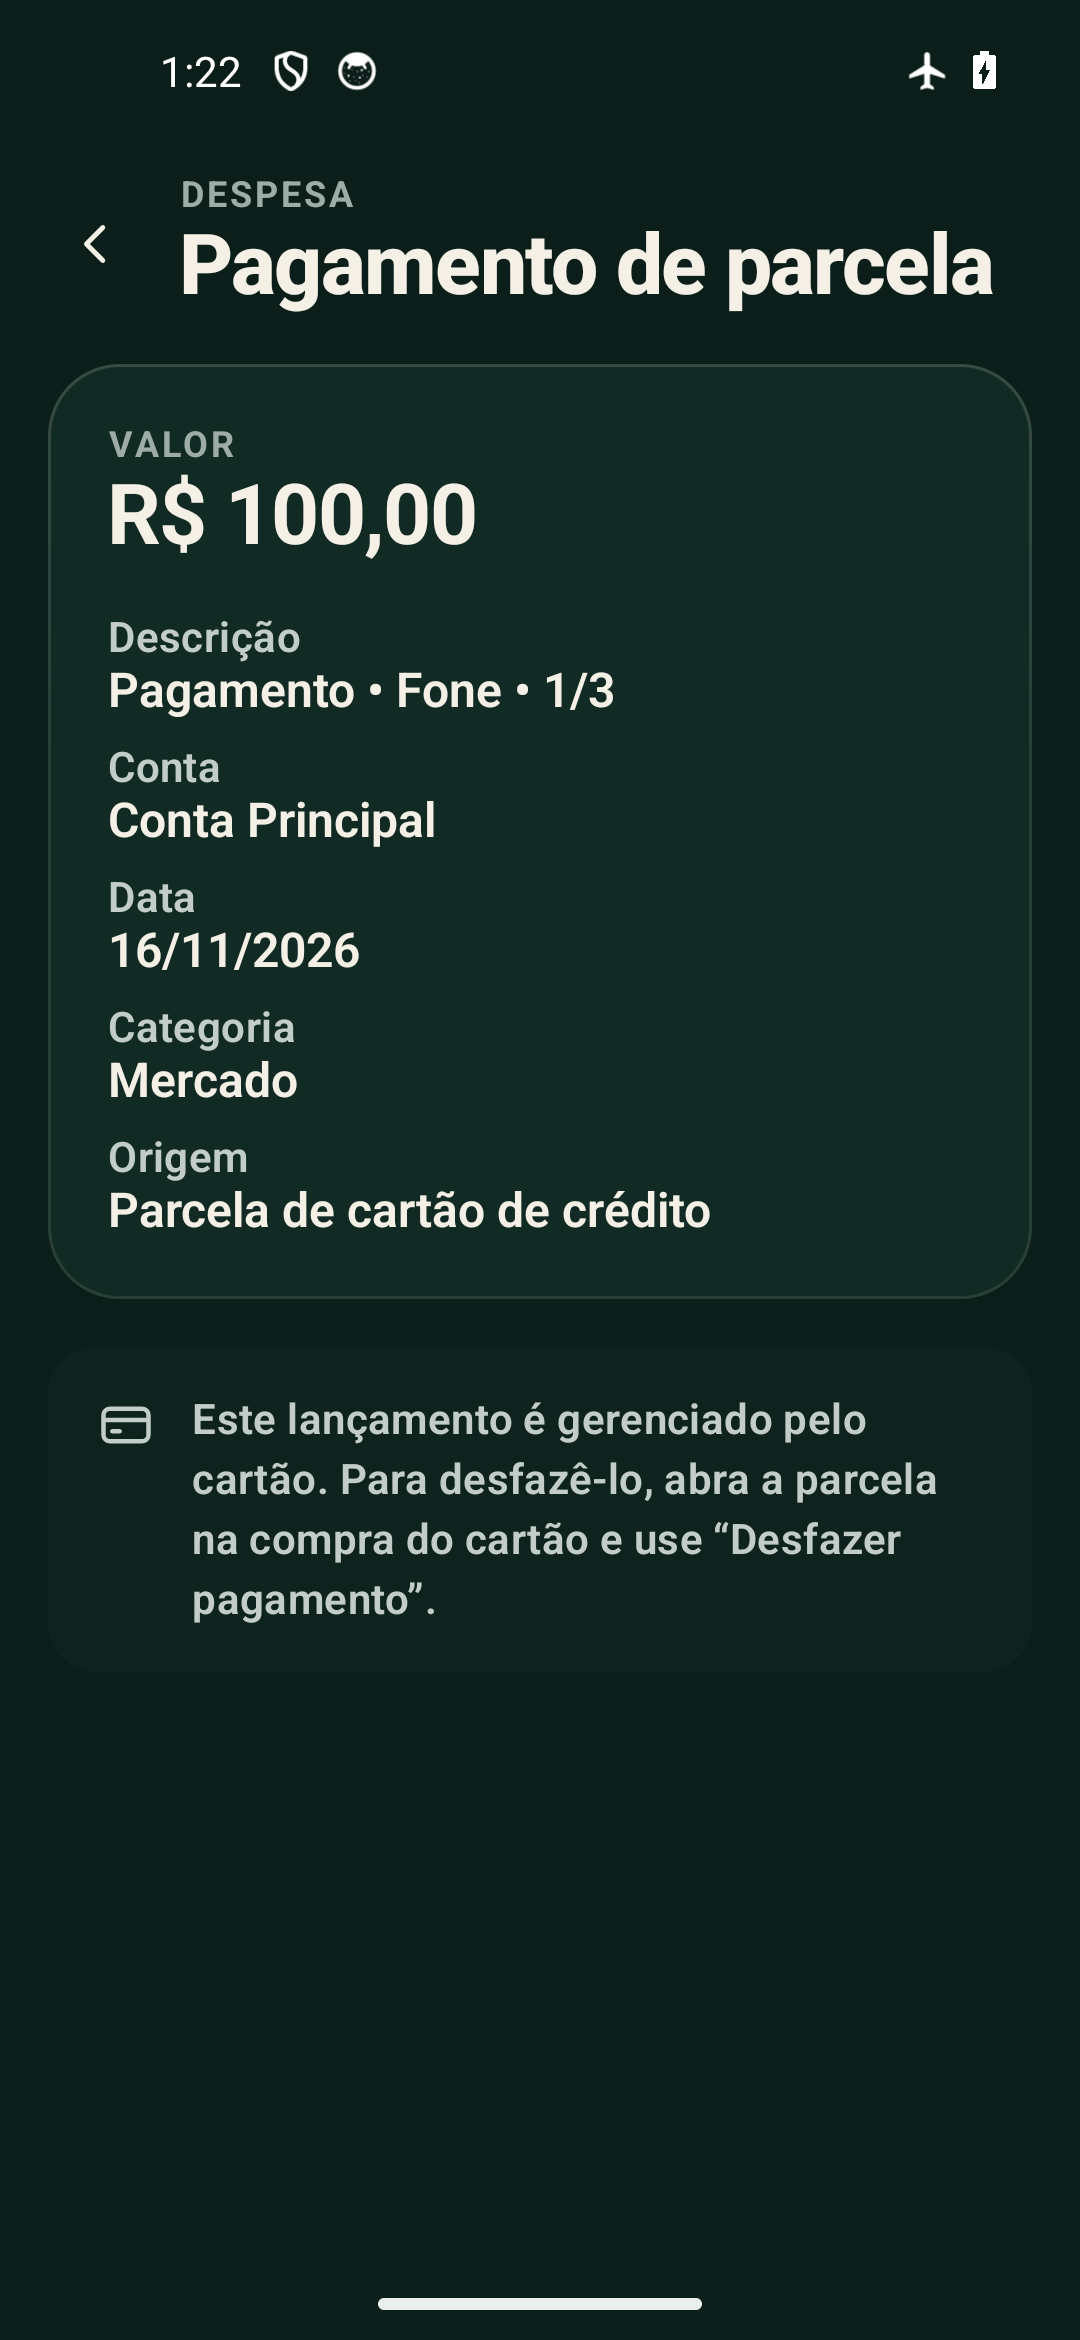 1:22
DESPESA
Pagamento de parcela
VALOR
R$ 100,00
Descrição
Pagamento • Fone • 1/3
Conta
Conta Principal
Data
16/11/2026
Categoria
Mercado
Origem
Parcela de cartão de crédito
Este lançamento é gerenciado pelo
cartão. Para desfazê-lo, abra a parcela
na compra do cartão e use “Desfazer
pagamento”.